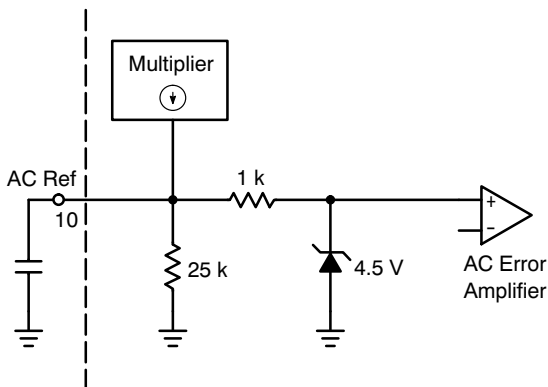 Multiplier
AC Ref
10
1 k
25 k
4.5 V
+
-
AC Error
Amplifier